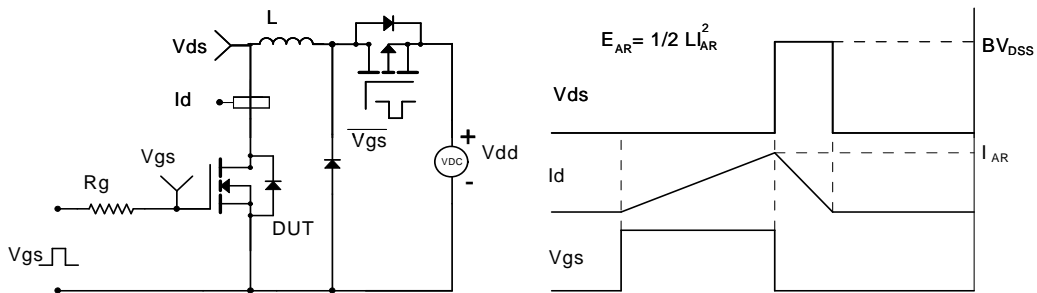 L
Vds
Id
Vgs
Rg
Vgs
DUT
Vgs
+
VDC
-
Vdd
E_AR = 1/2 LI_AR^2
Vds
BV_DSS
Id
I_AR
Vgs